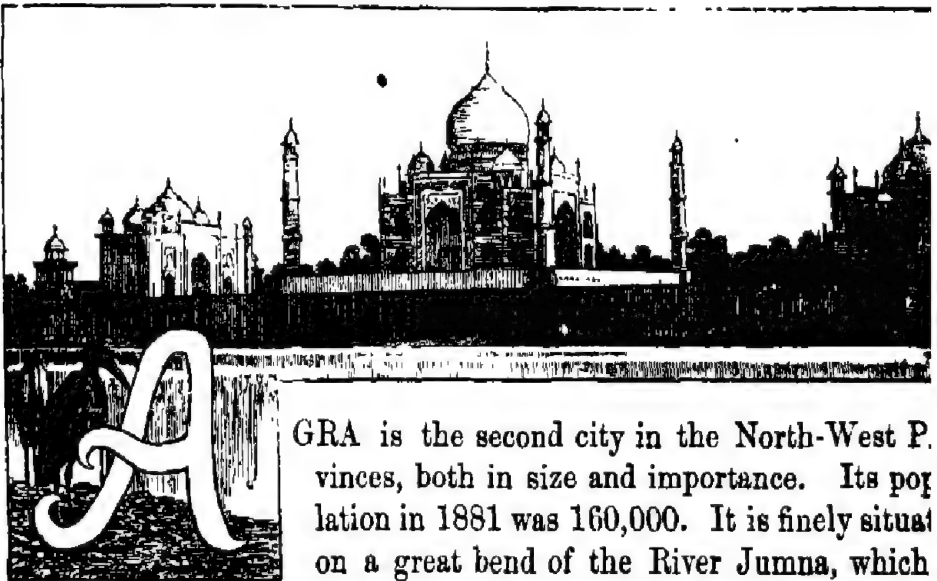 AGRA is the second city in the North-West P
vinces, both in size and importance. Its pop
lation in 1881 was 160,000. It is finely situat
on a great bend of the River Jumna, which